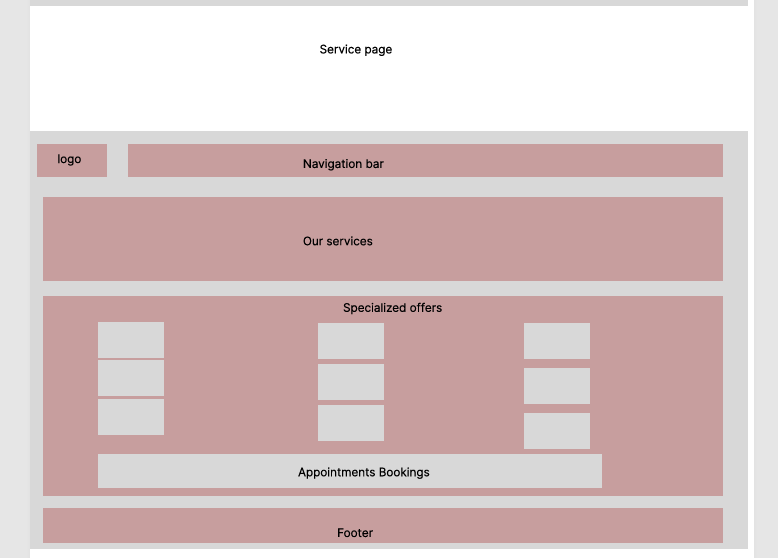 Service page
logo
Navigation bar
Our services
Specialized offers
Appointments Bookings
Footer